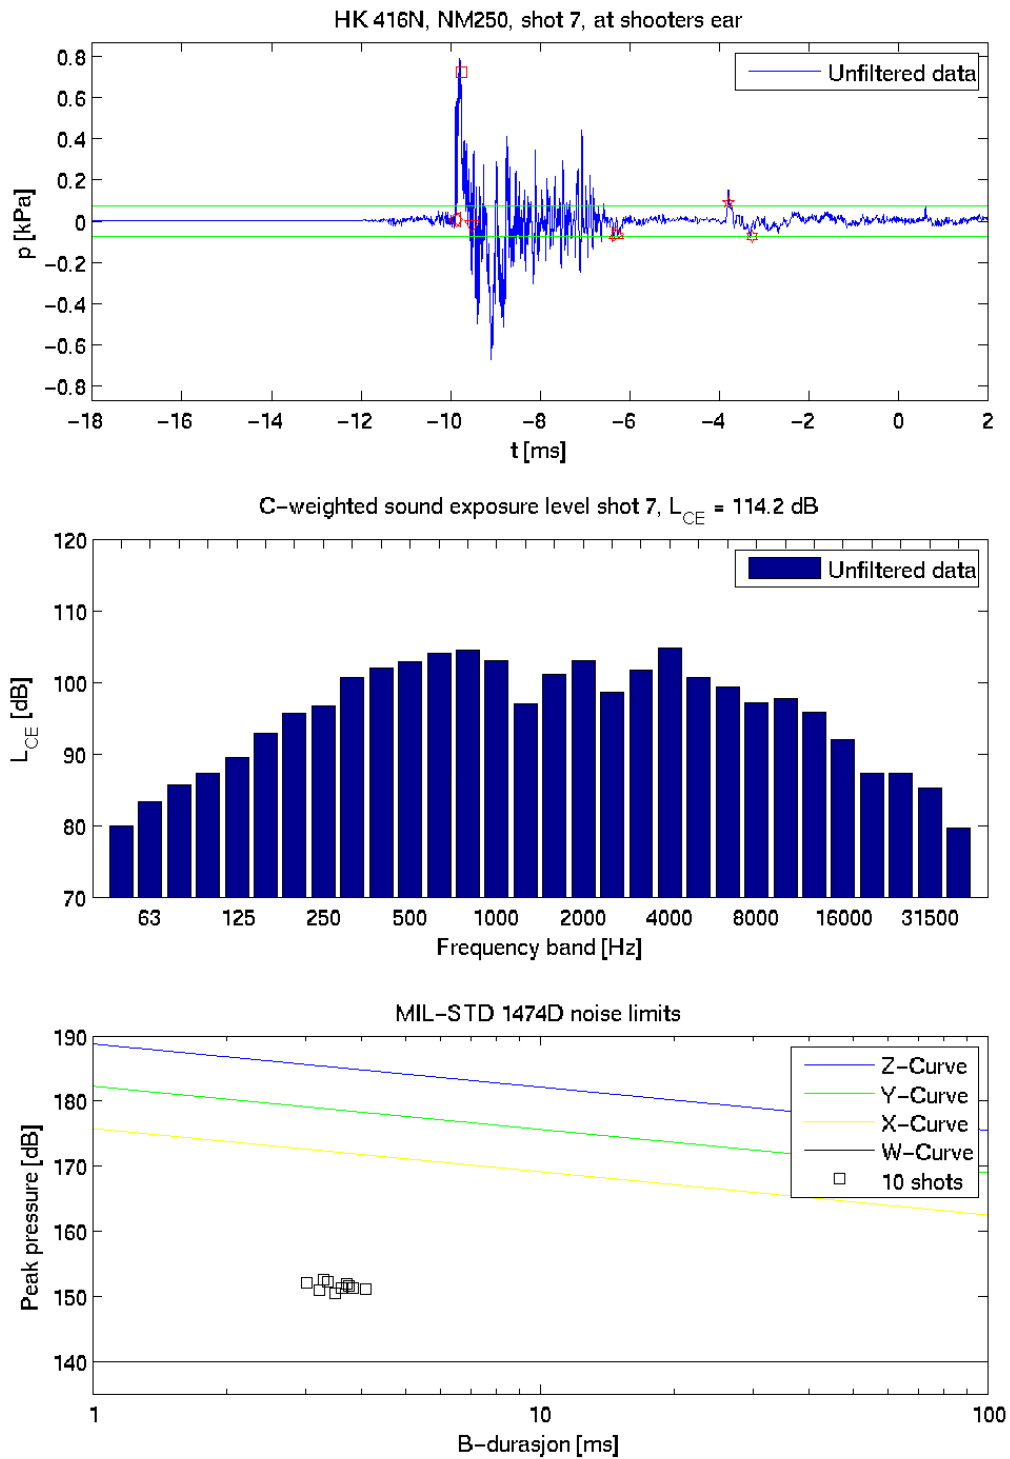 HK 416N, NM250, shot 7, at shooters ear
Unfiltered data
p [kPa]
0.8
0.6
0.4
0.2
0
−0.2
−0.4
−0.6
−0.8
−18 −16 −14 −12 −10 −8 −6 −4 −2 0 2
t [ms]
C−weighted sound exposure level shot 7, L_CE = 114.2 dB
Unfiltered data
L_CE [dB]
120
110
100
90
80
70
63 125 250 500 1000 2000 4000 8000 16000 31500
Frequency band [Hz]
MIL−STD 1474D noise limits
Z−Curve
Y−Curve
X−Curve
W−Curve
10 shots
Peak pressure [dB]
190
180
170
160
150
140
1 10 100
B−durasjon [ms]